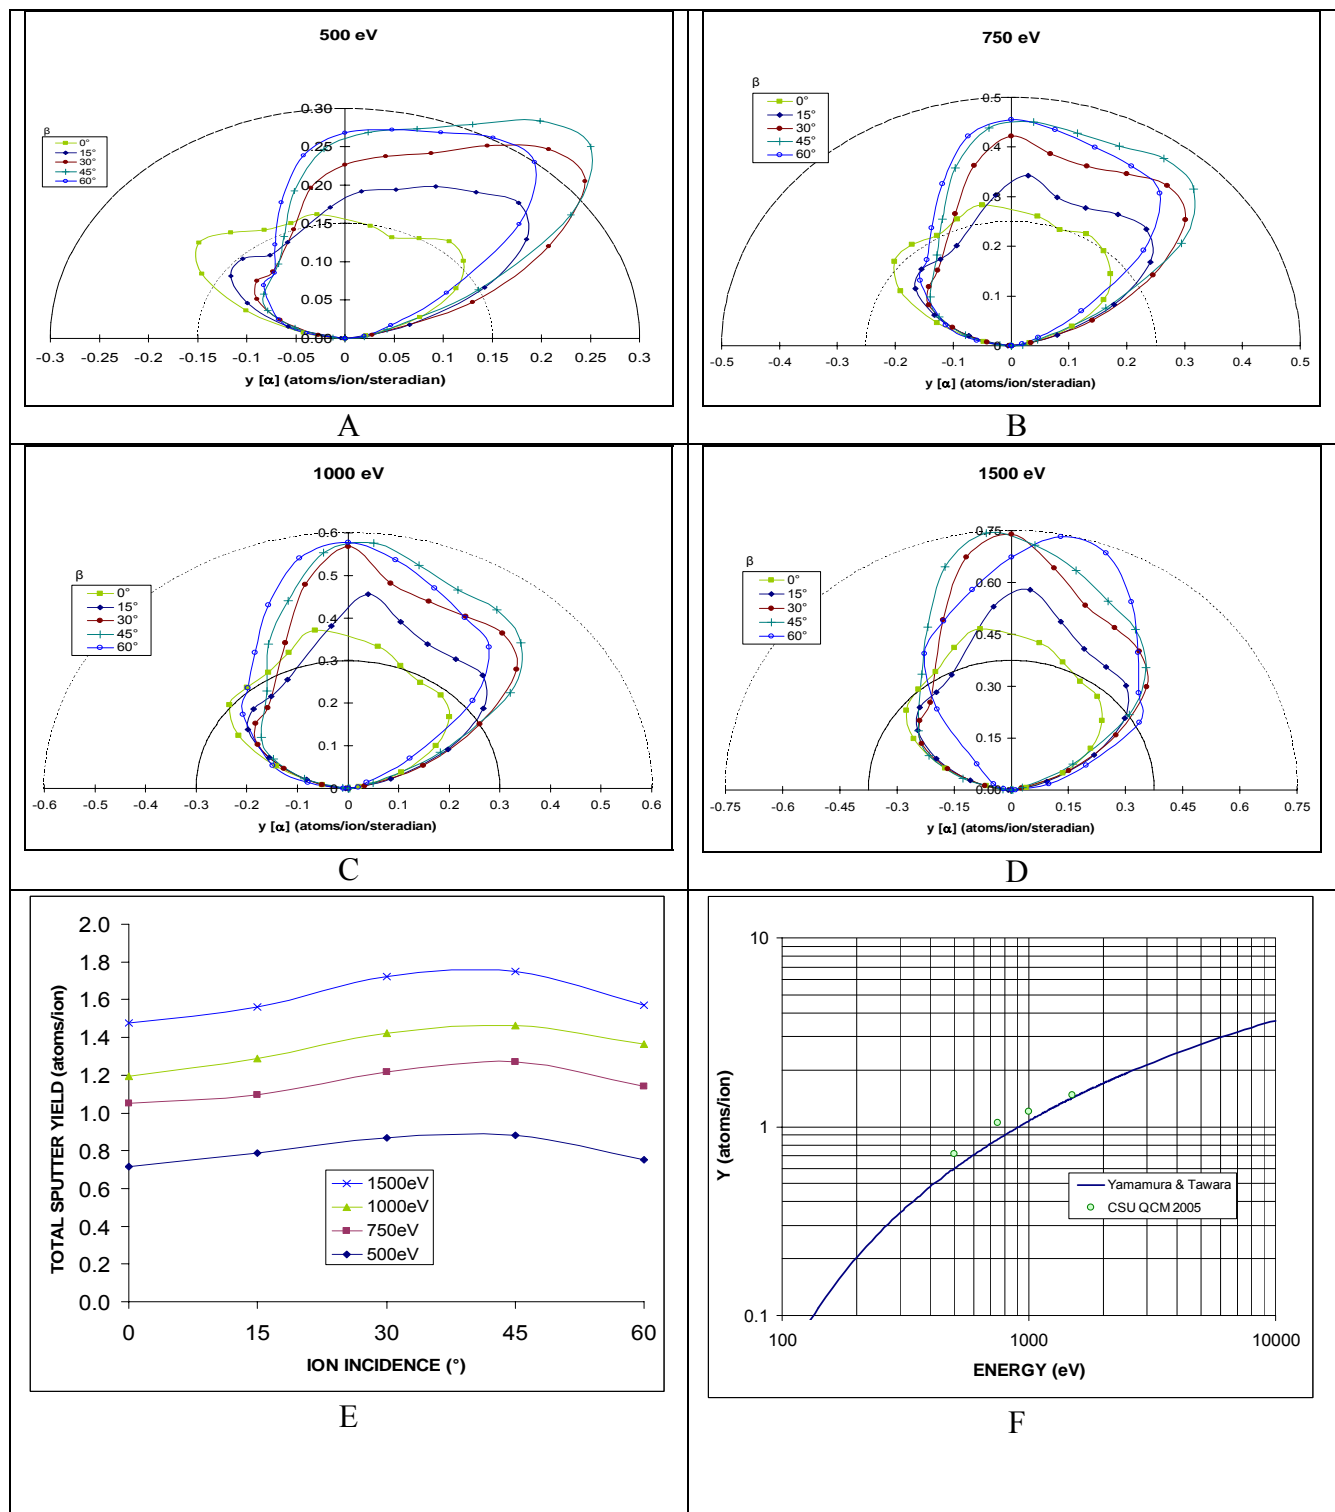 500 eV
β
0°
15°
30°
45°
60°
0.30
0.25
0.20
0.15
0.10
0.05
0.00
-0.3 -0.25 -0.2 -0.15 -0.1 -0.05 0 0.05 0.1 0.15 0.2 0.25 0.3
y [α] (atoms/ion/steradian)
A
750 eV
β
0°
15°
30°
45°
60°
0.5
0.4
0.3
0.2
0.1
0
-0.5 -0.4 -0.3 -0.2 -0.1 0 0.1 0.2 0.3 0.4 0.5
y [α] (atoms/ion/steradian)
B
1000 eV
β
0°
15°
30°
45°
60°
0.6
0.5
0.4
0.3
0.2
0.1
0
-0.6 -0.5 -0.4 -0.3 -0.2 -0.1 0 0.1 0.2 0.3 0.4 0.5 0.6
y [α] (atoms/ion/steradian)
C
1500 eV
β
0°
15°
30°
45°
60°
0.75
0.60
0.45
0.30
0.15
0.00
-0.75 -0.6 -0.45 -0.3 -0.15 0 0.15 0.3 0.45 0.6 0.75
y [α] (atoms/ion/steradian)
D
TOTAL SPUTTER YIELD (atoms/ion)
2.0
1.8
1.6
1.4
1.2
1.0
0.8
0.6
0.4
0.2
0.0
1500eV
1000eV
750eV
500eV
0 15 30 45 60
ION INCIDENCE (°)
E
Y (atoms/ion)
10
1
0.1
Yamamura & Tawara
CSU QCM 2005
100 1000 10000
ENERGY (eV)
F